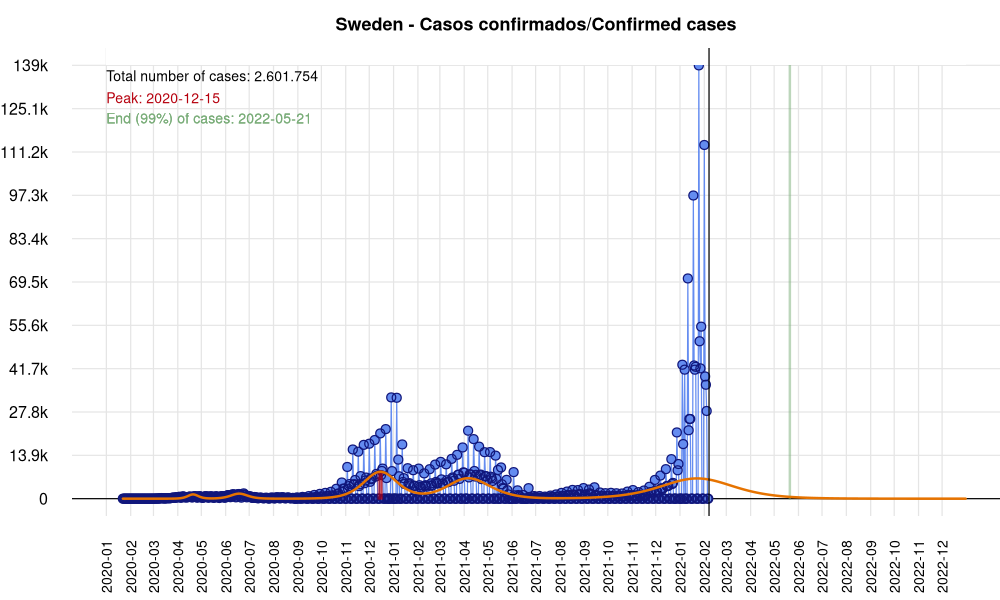 Sweden - Casos confirmados/Confirmed cases
Total number of cases: 2.601.754
Peak: 2020-12-15
End (99%) of cases: 2022-05-21
139k
125.1k
111.2k
97.3k
83.4k
69.5k
55.6k
41.7k
27.8k
13.9k
0
2020-01
2020-02
2020-03
2020-04
2020-05
2020-06
2020-07
2020-08
2020-09
2020-10
2020-11
2020-12
2021-01
2021-02
2021-03
2021-04
2021-05
2021-06
2021-07
2021-08
2021-09
2021-10
2021-11
2021-12
2022-01
2022-02
2022-03
2022-04
2022-05
2022-06
2022-07
2022-08
2022-09
2022-10
2022-11
2022-12